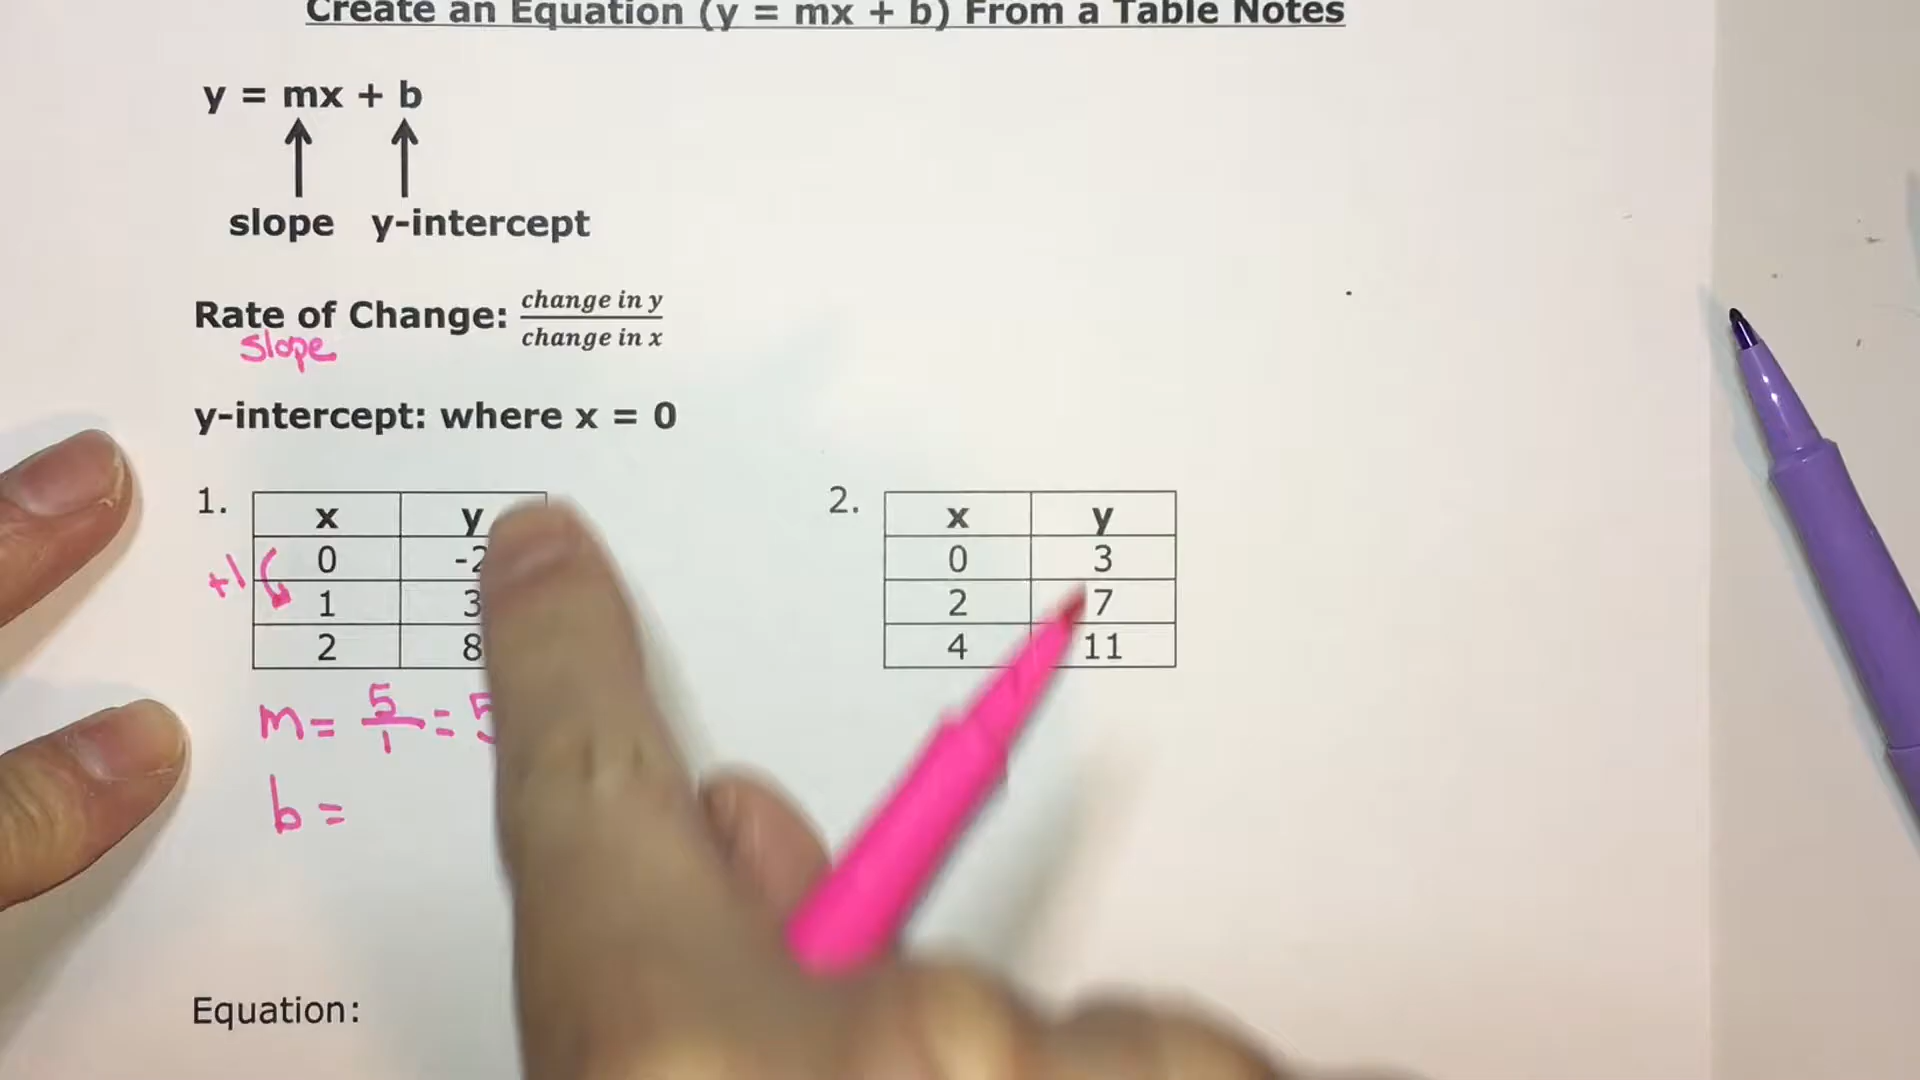 Create an Equation (y = mx + b) From a Table Notes
y = mx + b
slope y-intercept
Rate of Change: change in y
change in x
slope
y-intercept: where x = 0
1.
x y
0 -2
+1
1 3
2 8
m = 5/1 = 5
b =
2.
x y
0 3
2 7
4 11
Equation: